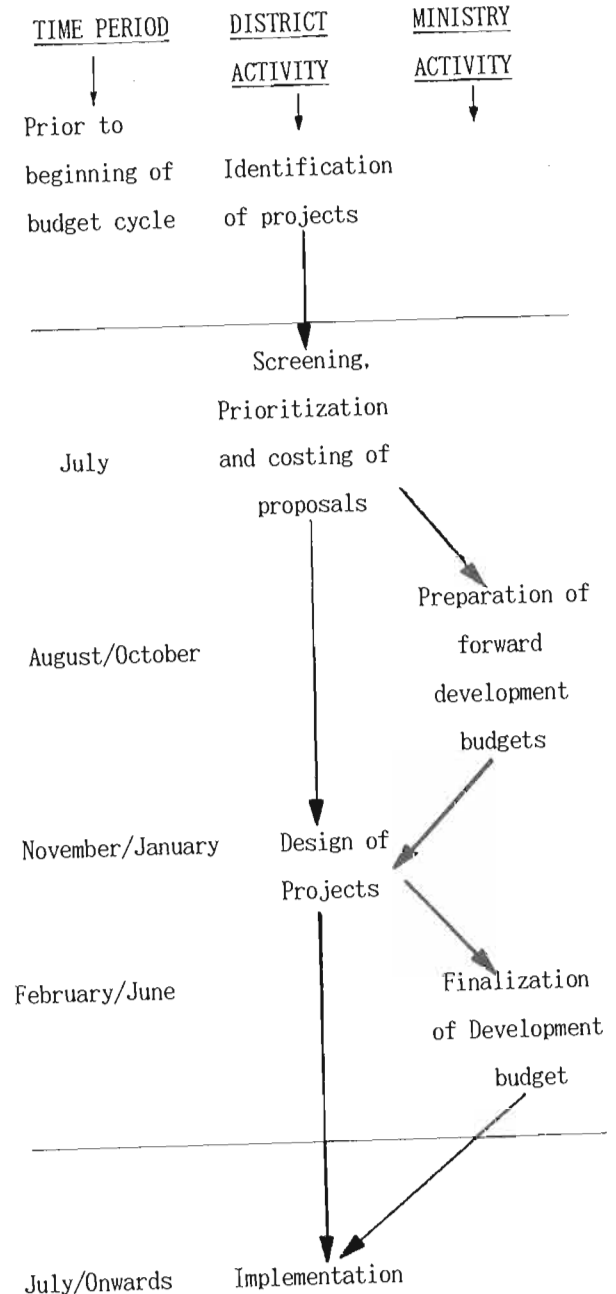 TIME PERIOD DISTRICT MINISTRY
ACTIVITY ACTIVITY
Prior to
beginning of Identification
budget cycle of projects
Screening,
Prioritization
July and costing of
proposals
Preparation of
August/October forward
development
budgets
November/January Design of
Projects
February/June Finalization
of Development
budget
July/Onwards Implementation